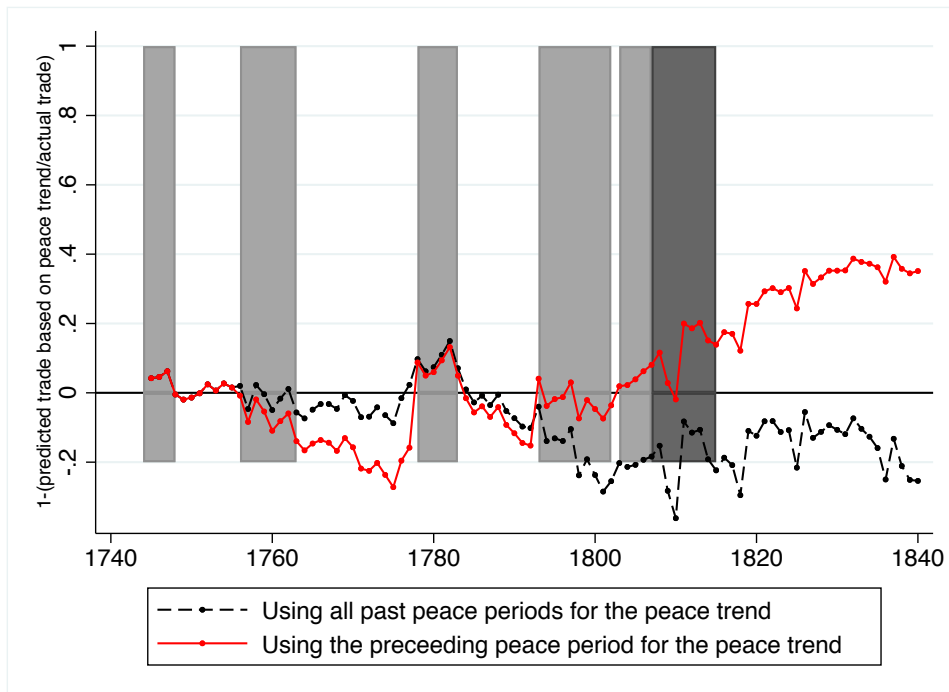 1-(predicted trade based on peace trend/actual trade)
1
.8
.6
.4
.2
0
-.2
1740 1760 1780 1800 1820 1840
Using all past peace periods for the peace trend
Using the preceeding peace period for the peace trend